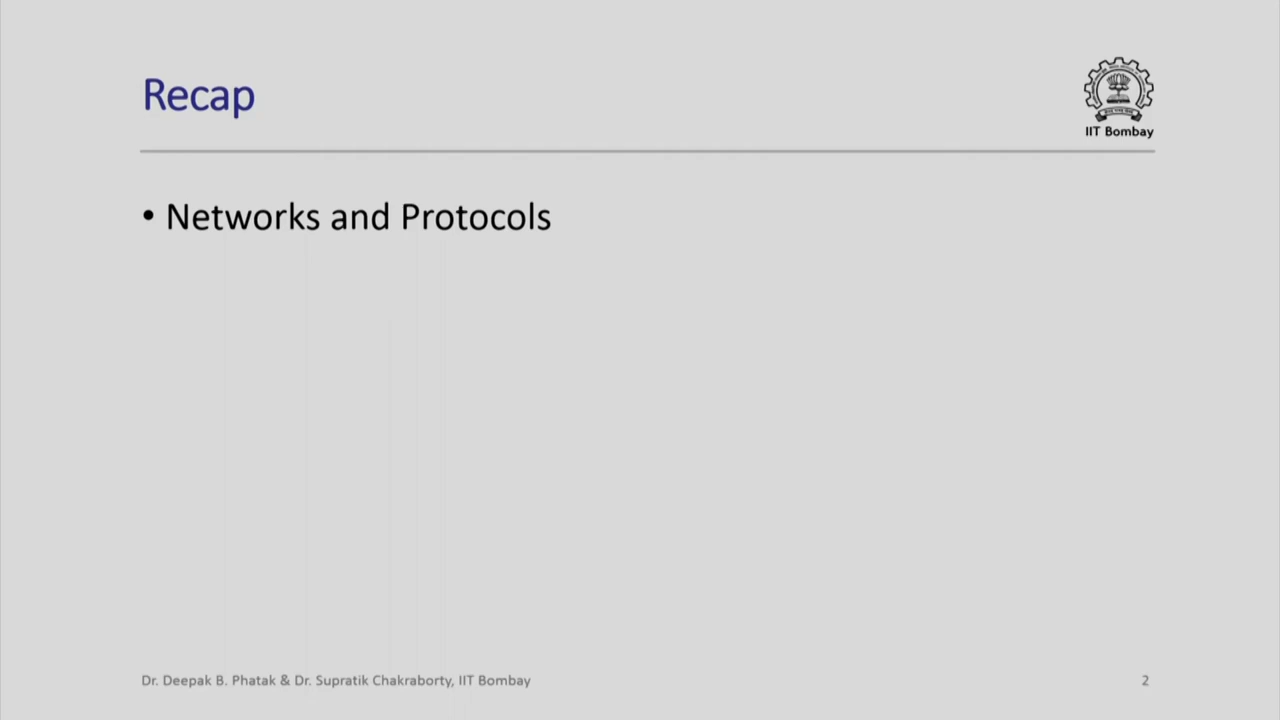 Recap
IIT Bombay
• Networks and Protocols
Dr. Deepak B. Phatak & Dr. Supratik Chakraborty, IIT Bombay
2